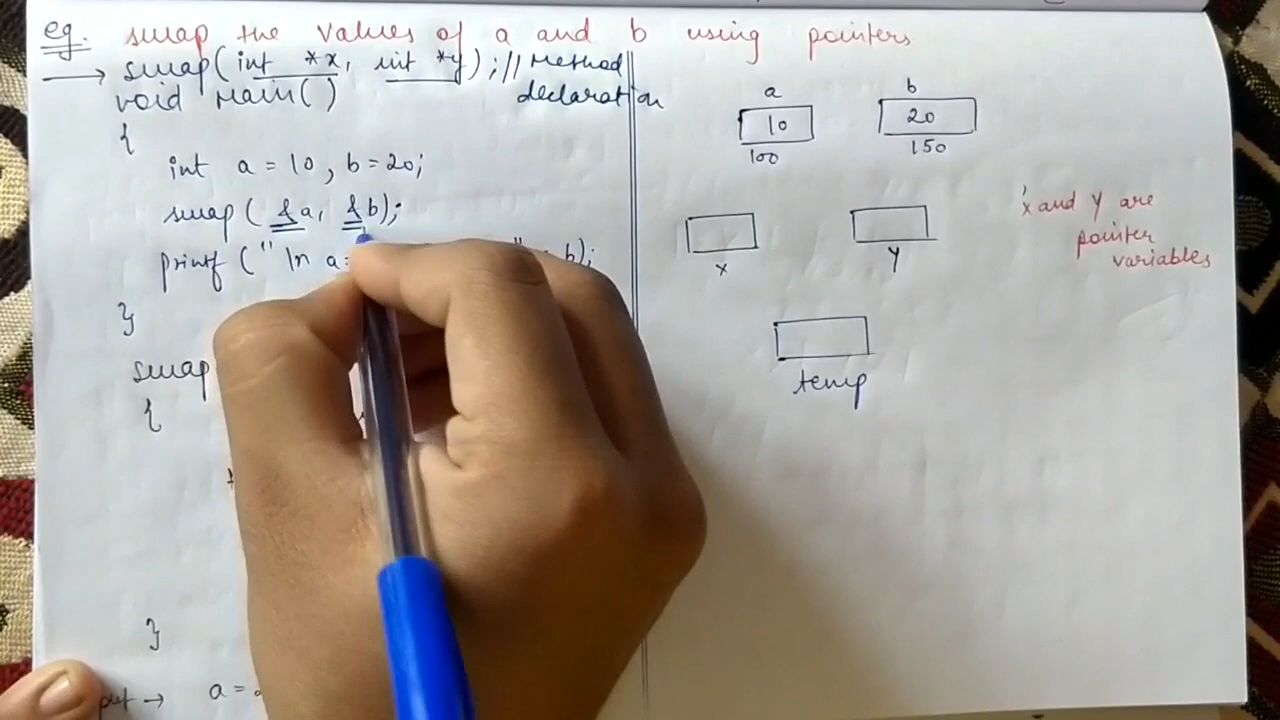 eg. swap the values of a and b using pointers
swap(int *x, int *y); // Method
declaration
void Main()
{
int a = 10, b = 20;
swap (&a, &b);
printf ("\n a= " b);
}
swap
{
}
a =
a b
10 20
100 150
x y
temp
x and y are
pointer
variables